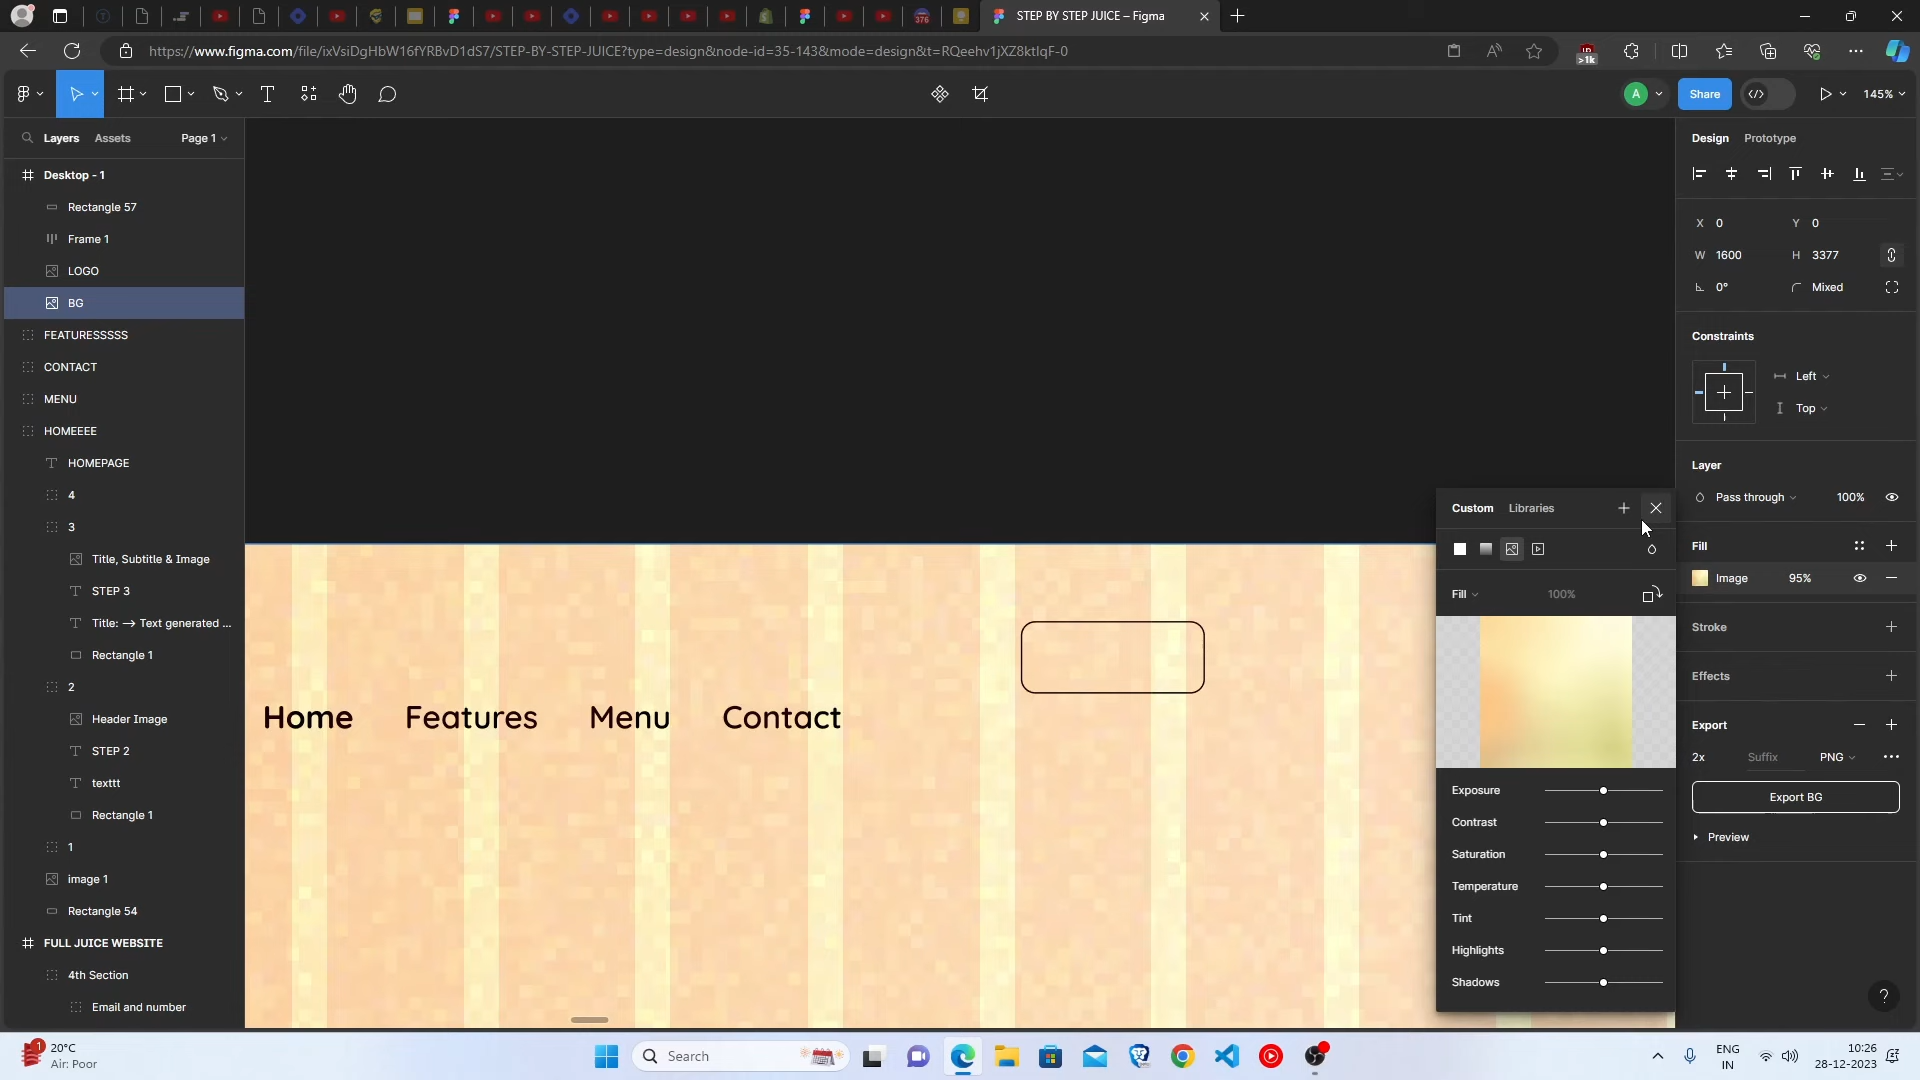 376
STEP BY STEP JUICE – Figma
https://www.figma.com/file/ixVsiDgHbW16fYRBvD1dS7/STEP-BY-STEP-JUICE?type=design&node-id=35-143&mode=design&t=RQeehv1jXZ8ktlqF-0
>1k
A
Share
145%
Layers
Assets
Page 1
Desktop - 1
Rectangle 57
Frame 1
LOGO
BG
FEATURESSSSS
CONTACT
MENU
HOMEEEE
HOMEPAGE
4
3
Title, Subtitle & Image
STEP 3
Title: –> Text generated ...
Rectangle 1
2
Header Image
STEP 2
texttt
Rectangle 1
1
image 1
Rectangle 54
FULL JUICE WEBSITE
4th Section
Email and number
Home Features Menu Contact
Custom
Libraries
Fill
100%
Exposure
Contrast
Saturation
Temperature
Tint
Highlights
Shadows
Design
Prototype
X 0 Y 0
W 1600 H 3377
0° Mixed
Constraints
Left
Top
Layer
Pass through 100%
Fill
Image 95%
Stroke
Effects
Export
2x Suffix PNG
Export BG
Preview
?
1
20°C
Air: Poor
Search
ENG
IN
10:26
28-12-2023